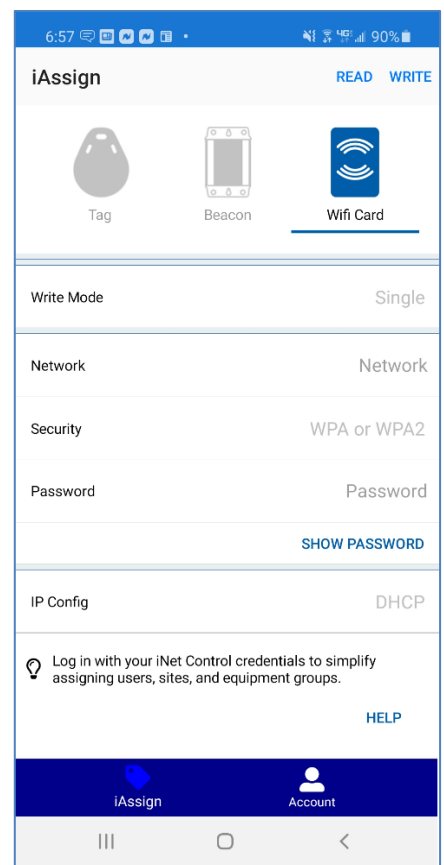 6:57 90%
iAssign READ WRITE
Tag Beacon Wifi Card
Write Mode Single
Network Network
Security WPA or WPA2
Password Password
SHOW PASSWORD
IP Config DHCP
Log in with your iNet Control credentials to simplify
assigning users, sites, and equipment groups.
HELP
iAssign Account